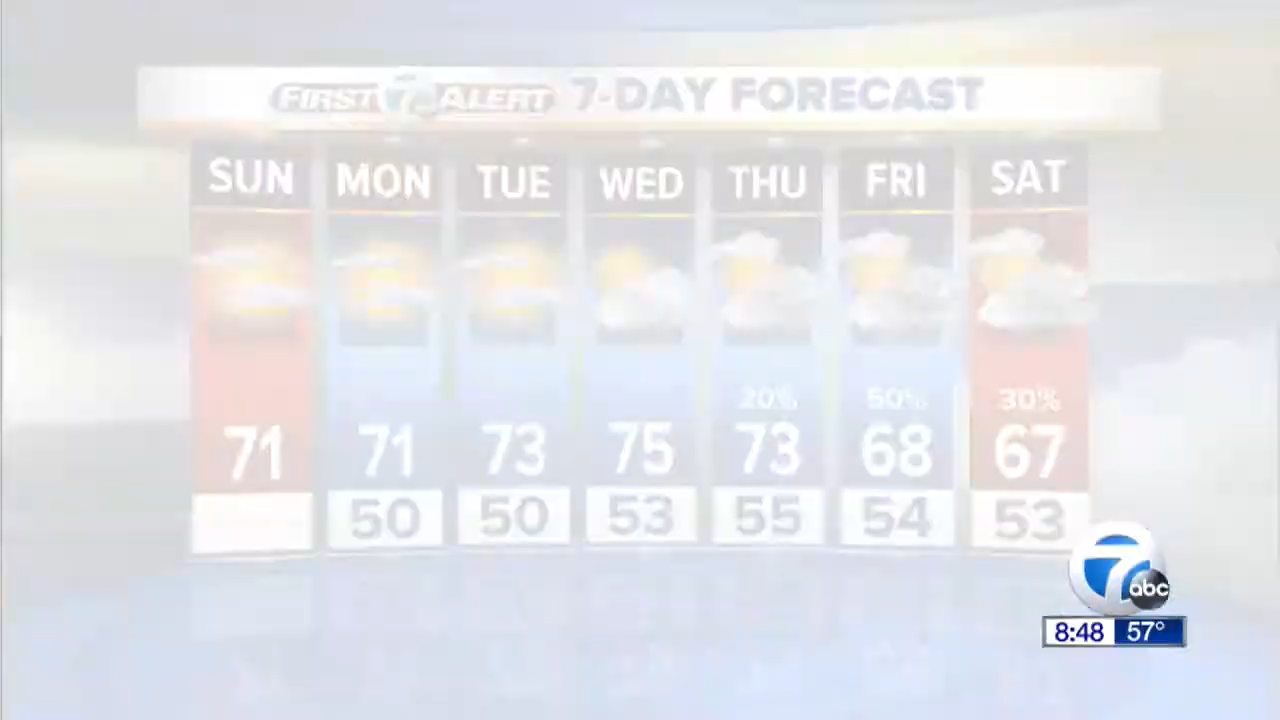 FIRST 7 ALERT 7-DAY FORECAST
SUN MON TUE WED THU FRI SAT
20% 50% 30%
71 71 73 75 73 68 67
50 50 53 55 54 53
7 abc
8:48 57°